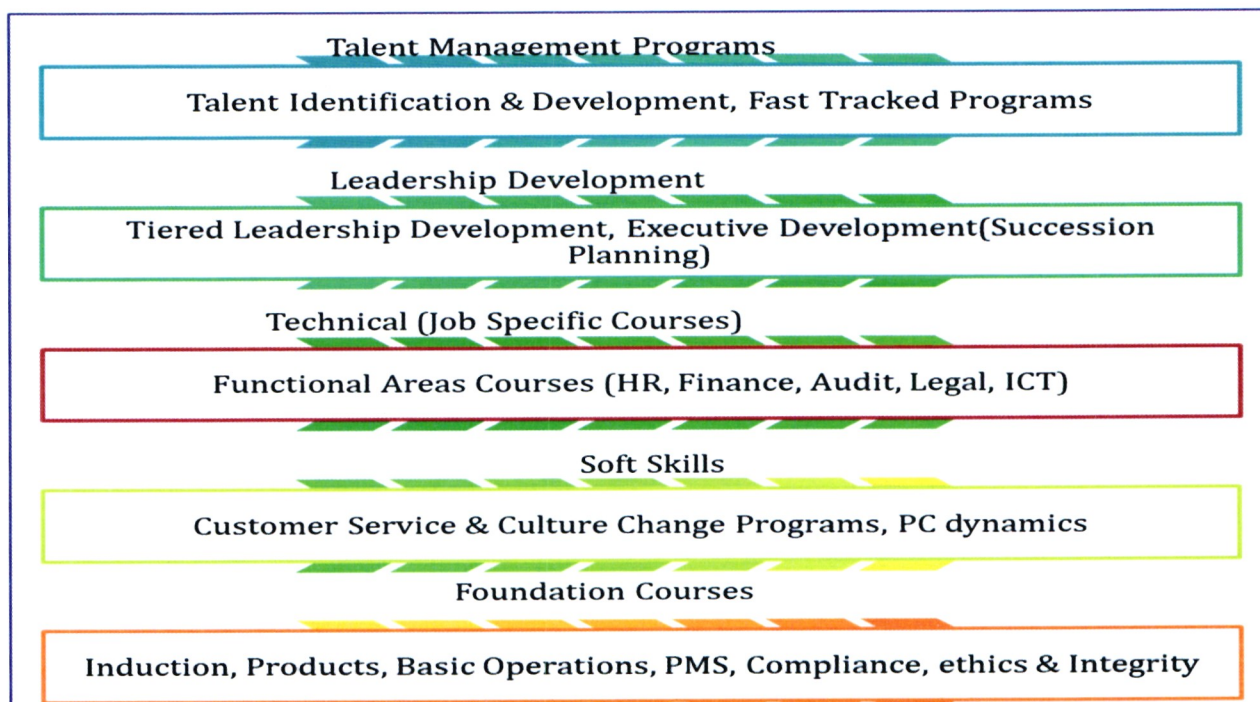 Talent Management Programs
Talent Identification & Development, Fast Tracked Programs
Leadership Development
Tiered Leadership Development, Executive Development(Succession
Planning)
Technical (Job Specific Courses)
Functional Areas Courses (HR, Finance, Audit, Legal, ICT)
Soft Skills
Customer Service & Culture Change Programs, PC dynamics
Foundation Courses
Induction, Products, Basic Operations, PMS, Compliance, ethics & Integrity